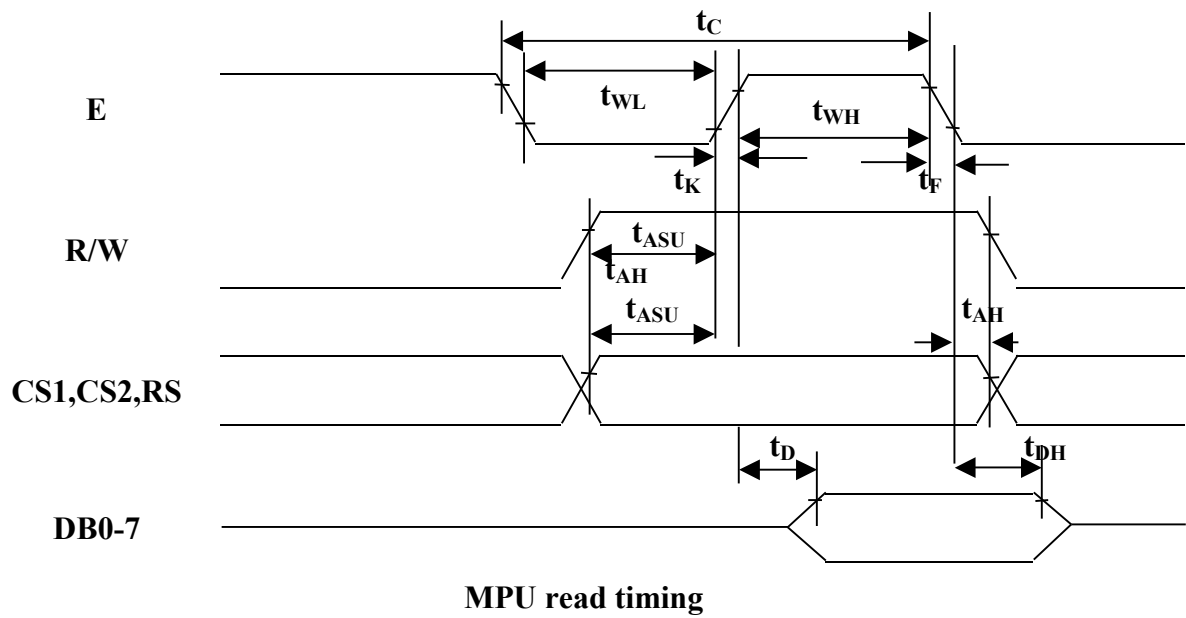 tC
E
tWL
tWH
tK
tF
R/W
tASU
tAH
tASU
tAH
CS1,CS2,RS
tD
tDH
DB0-7
MPU read timing